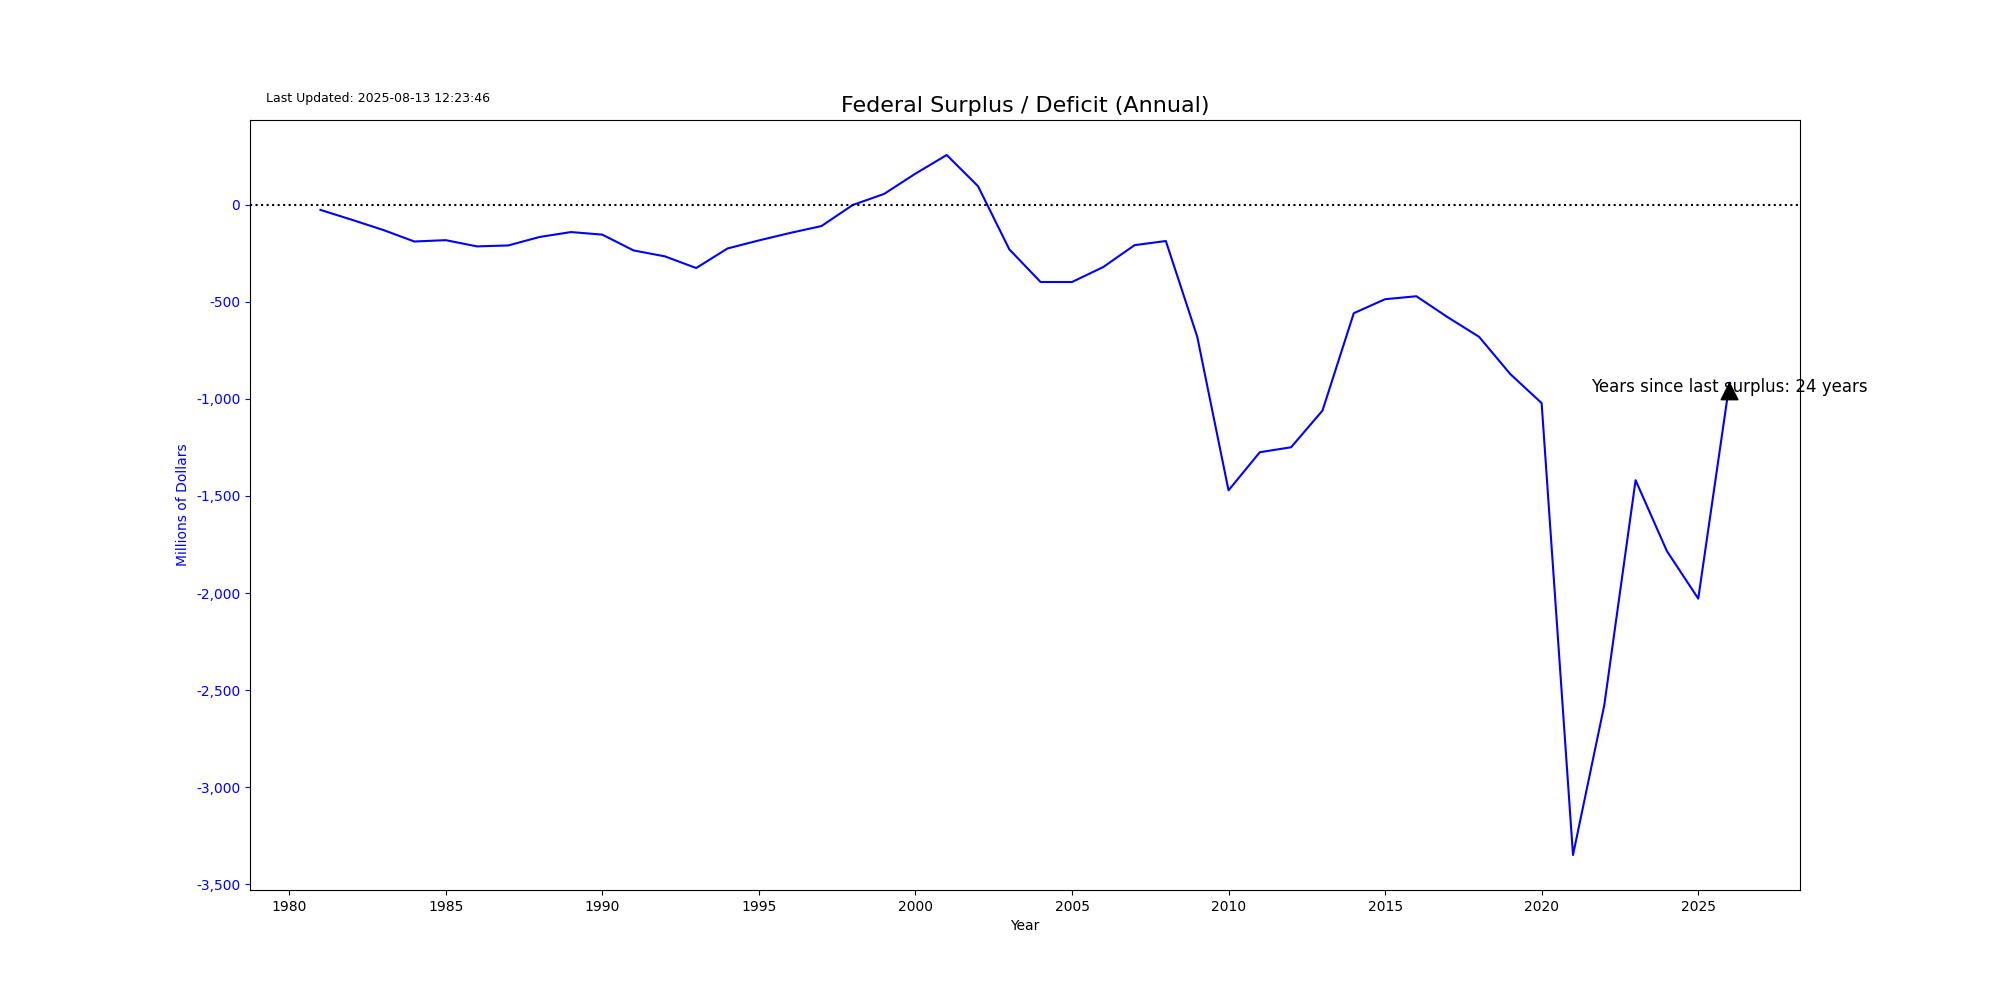 Last Updated: 2025-08-13 12:23:46
Federal Surplus / Deficit (Annual)
0
-500
-1,000
-1,500
-2,000
-2,500
-3,000
-3,500
Millions of Dollars
Years since last surplus: 24 years
1980 1985 1990 1995 2000 2005 2010 2015 2020 2025
Year